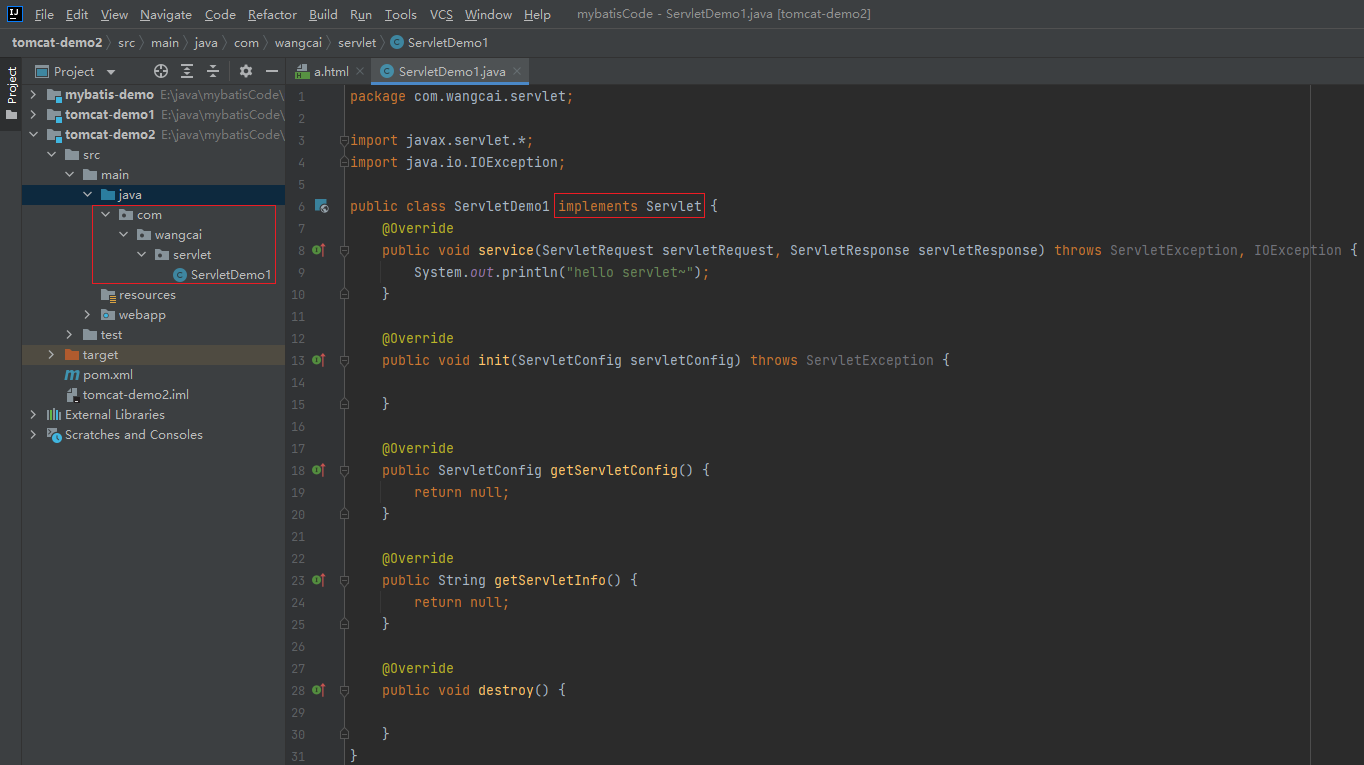 File Edit View Navigate Code Refactor Build Run Tools VCS Window Help mybatisCode - ServletDemo1.java [tomcat-demo2]
tomcat-demo2 src main java com wangcai servlet ServletDemo1
Project
Project
a.html
ServletDemo1.java
mybatis-demo E:\java\mybatisCode\
tomcat-demo1 E:\java\mybatisCode\
tomcat-demo2 E:\java\mybatisCode\
src
main
java
com
wangcai
servlet
ServletDemo1
resources
webapp
test
target
pom.xml
tomcat-demo2.iml
External Libraries
Scratches and Consoles
1 package com.wangcai.servlet;
2
3 import javax.servlet.*;
4 import java.io.IOException;
5
6 public class ServletDemo1 implements Servlet {
7 @Override
8 public void service(ServletRequest servletRequest, ServletResponse servletResponse) throws ServletException, IOException {
9 System.out.println("hello servlet~");
10 }
11
12 @Override
13 public void init(ServletConfig servletConfig) throws ServletException {
14
15 }
16
17 @Override
18 public ServletConfig getServletConfig() {
19 return null;
20 }
21
22 @Override
23 public String getServletInfo() {
24 return null;
25 }
26
27 @Override
28 public void destroy() {
29
30 }
31 }